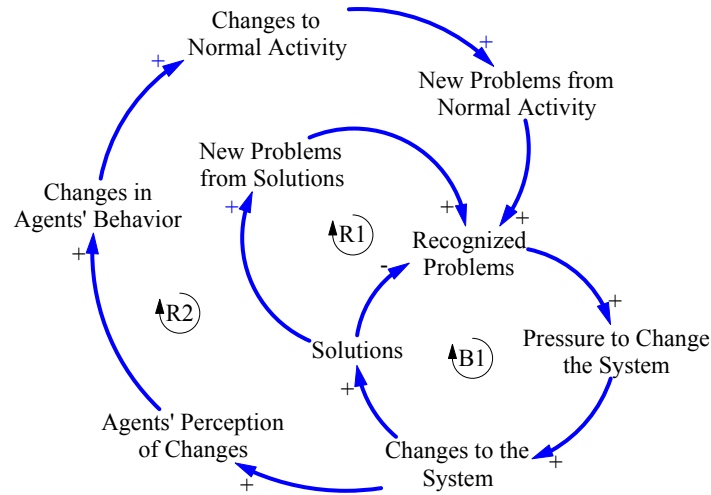 Changes to
Normal Activity
+
+
New Problems from
Normal Activity
New Problems
from Solutions
Changes in
Agents' Behavior
+
+
+
R1
Recognized
Problems
+
-
R2
+
Solutions
B1
Pressure to Change
the System
+
Agents' Perception
of Changes
Changes to the
System
+
+